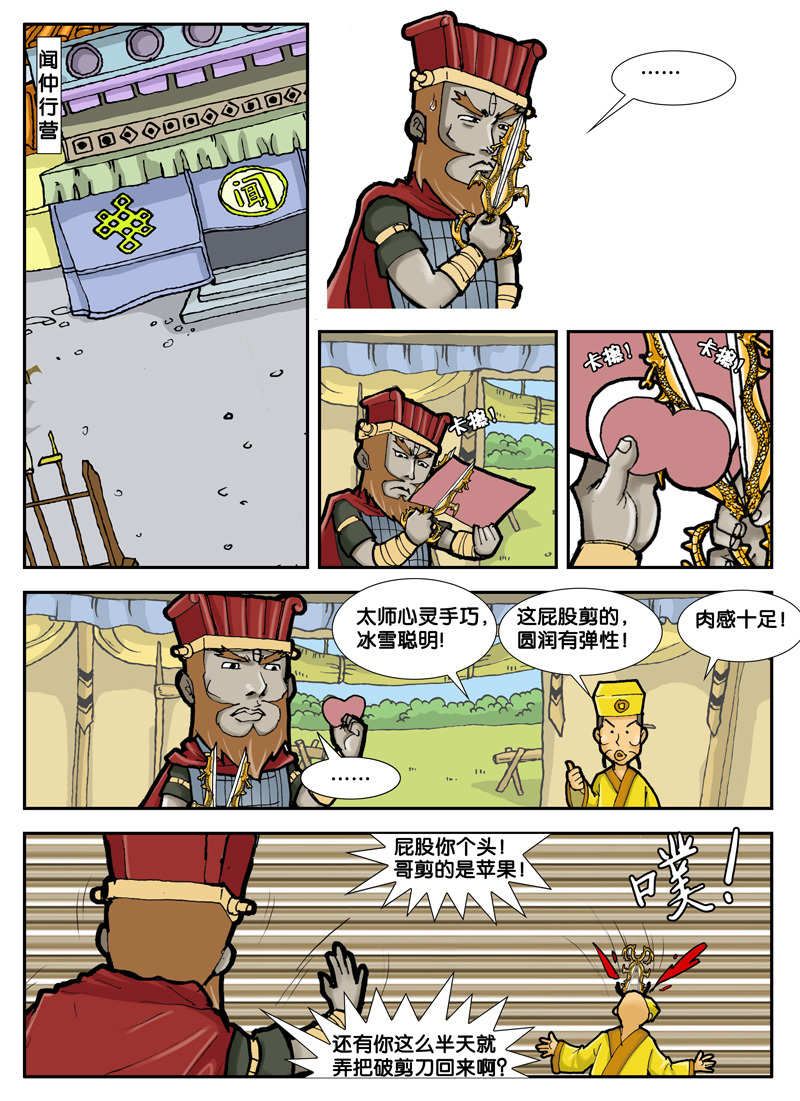 闻仲行营
闻
……
卡擦！
卡擦！
卡擦！
太师心灵手巧，
冰雪聪明！
这屁股剪的，
圆润有弹性！
肉感十足！
……
屁股你个头！
哥剪的是苹果！
噗！
还有你这么半天就
弄把破剪刀回来啊？